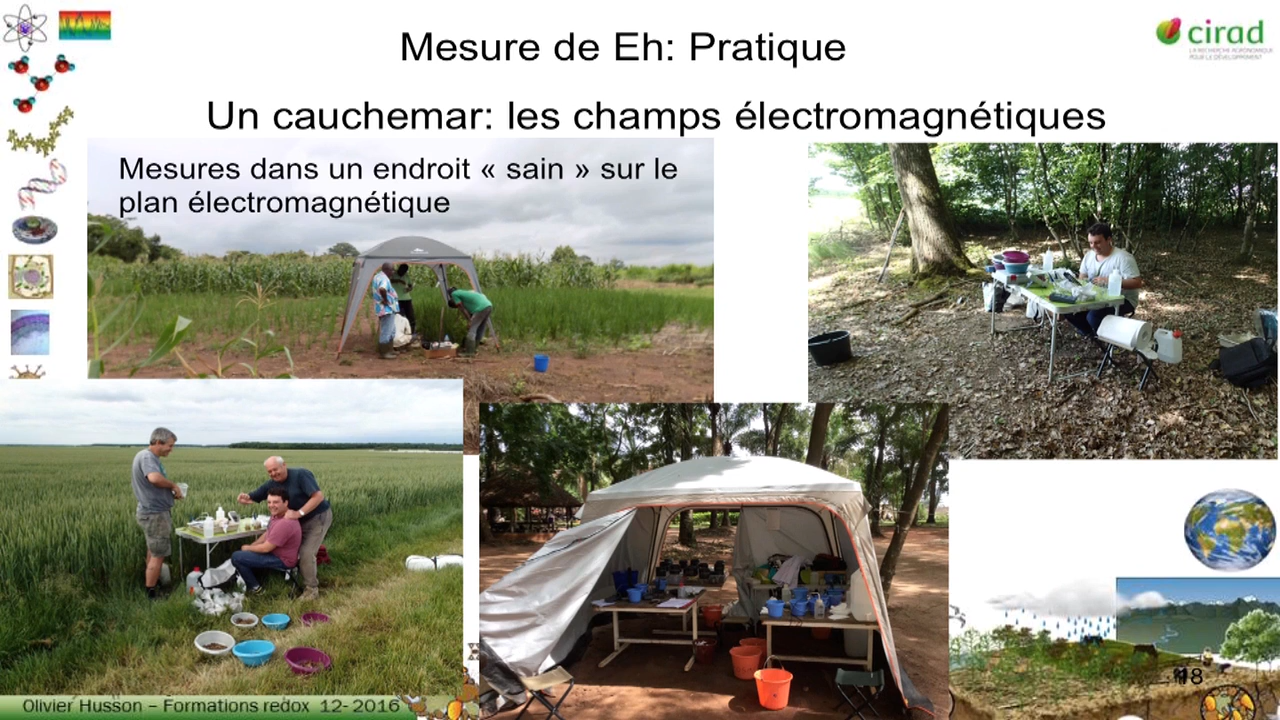 Mesure de Eh: Pratique
cirad
LA RECHERCHE AGRONOMIQUE
POUR LE DÉVELOPPEMENT
Un cauchemar: les champs électromagnétiques
Mesures dans un endroit « sain » sur le
plan électromagnétique
Olivier Husson – Formations redox 12- 2016